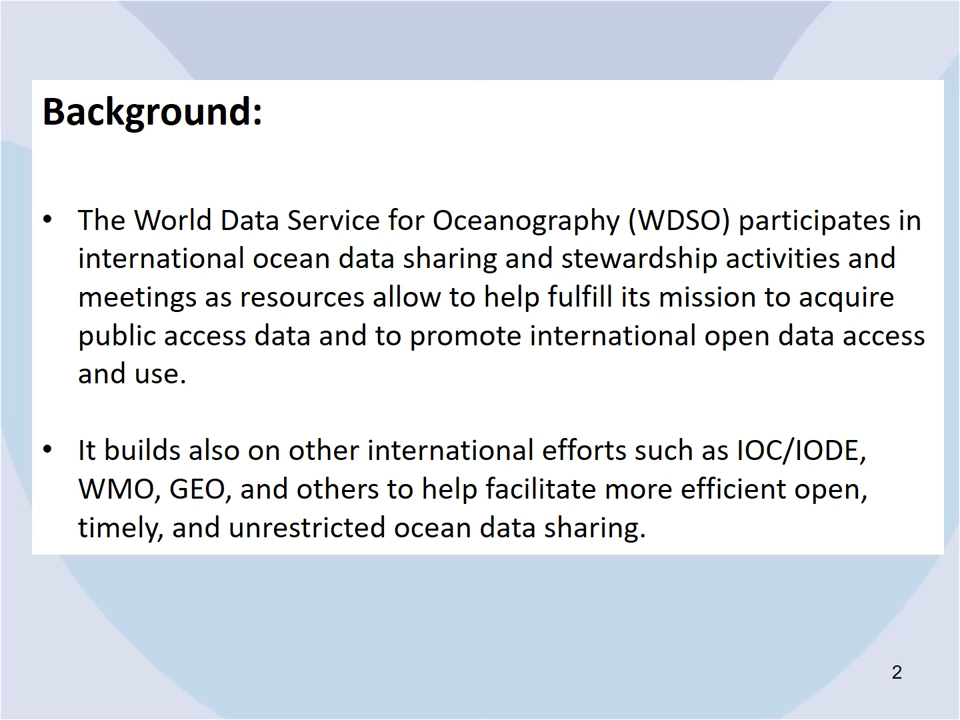 Background:
• The World Data Service for Oceanography (WDSO) participates in
international ocean data sharing and stewardship activities and
meetings as resources allow to help fulfill its mission to acquire
public access data and to promote international open data access
and use.
• It builds also on other international efforts such as IOC/IODE,
WMO, GEO, and others to help facilitate more efficient open,
timely, and unrestricted ocean data sharing.
2